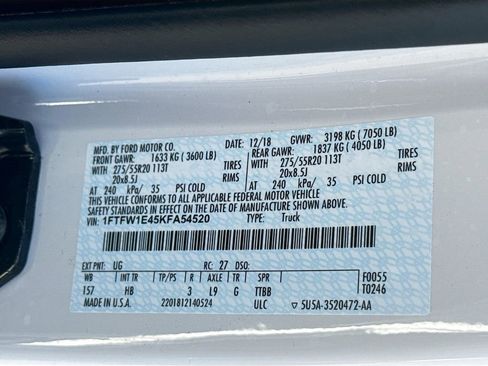 MFD. BY FORD MOTOR CO. DATE: 12/18 GVWR: 3198 KG ( 7050 LB)
FRONT GAWR: 1633 KG ( 3600 LB) REAR GAWR: 1837 KG ( 4050 LB)
WITH 275/55R20 113T TIRES WITH 275/55R20 113T TIRES
20x8.5J RIMS 20x8.5J RIMS
AT 240 kPa/ 35 PSI COLD AT 240 kPa/ 35 PSI COLD
THIS VEHICLE CONFORMS TO ALL APPLICABLE FEDERAL MOTOR VEHICLE
SAFETY AND THEFT PREVENTION STANDARDS IN EFFECT ON THE DATE OF MANUFACTURE SHOWN ABOVE.
VIN: 1FTFW1E45KFA54520 TYPE: Truck
EXT PNT: UG RC: 27 DSO:
WB INT TR TP/PS R AXLE TR SPR F0055
157 HB 3 L9 G TTBB T0246
MADE IN U.S.A. 2201812140524 ULC 5U5A-3520472-AA